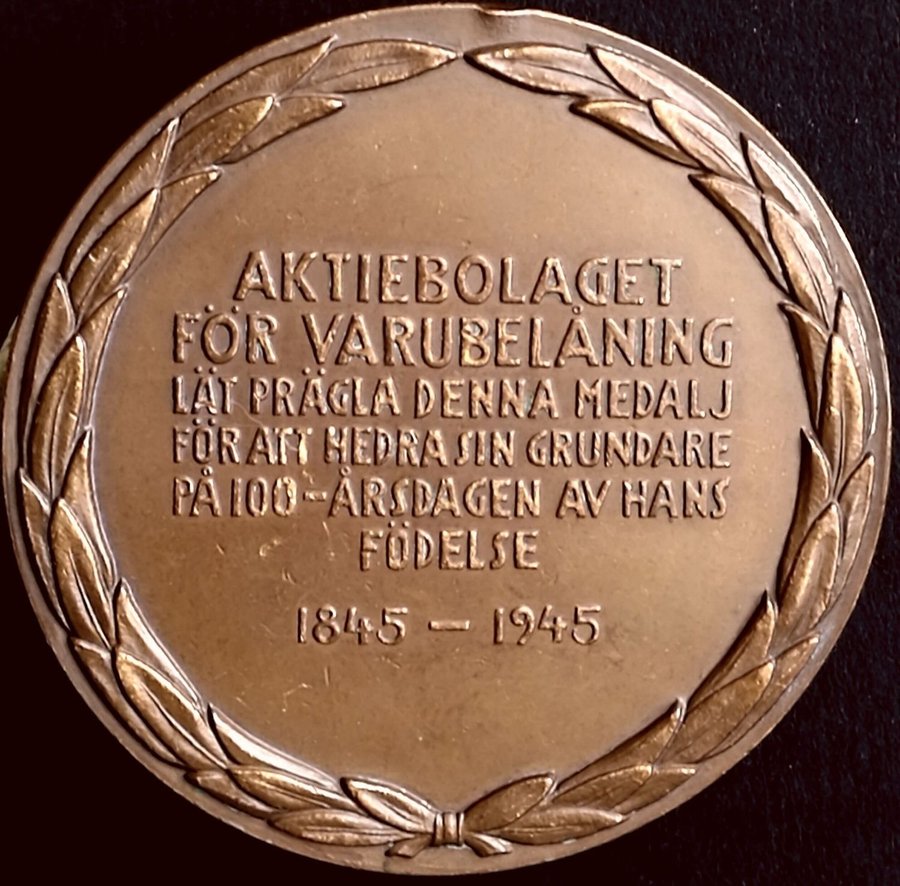 AKTIEBOLAGET
FÖR VARUBELÅNING
LÄT PRÄGLA DENNA MEDALJ
FÖR ATT HEDRA SIN GRUNDARE
PÅ 100-ÅRSDAGEN AV HANS
FÖDELSE
1845 - 1945